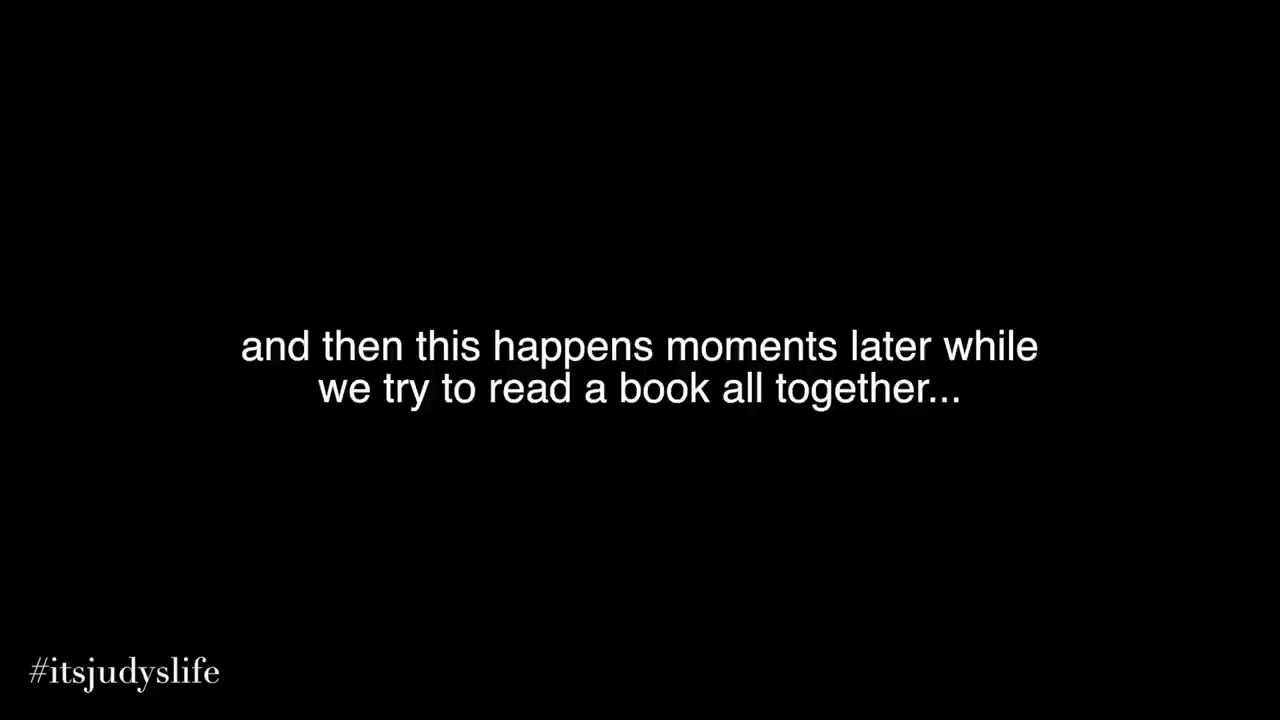 and then this happens moments later while
we try to read a book all together...
#itsjudyslife